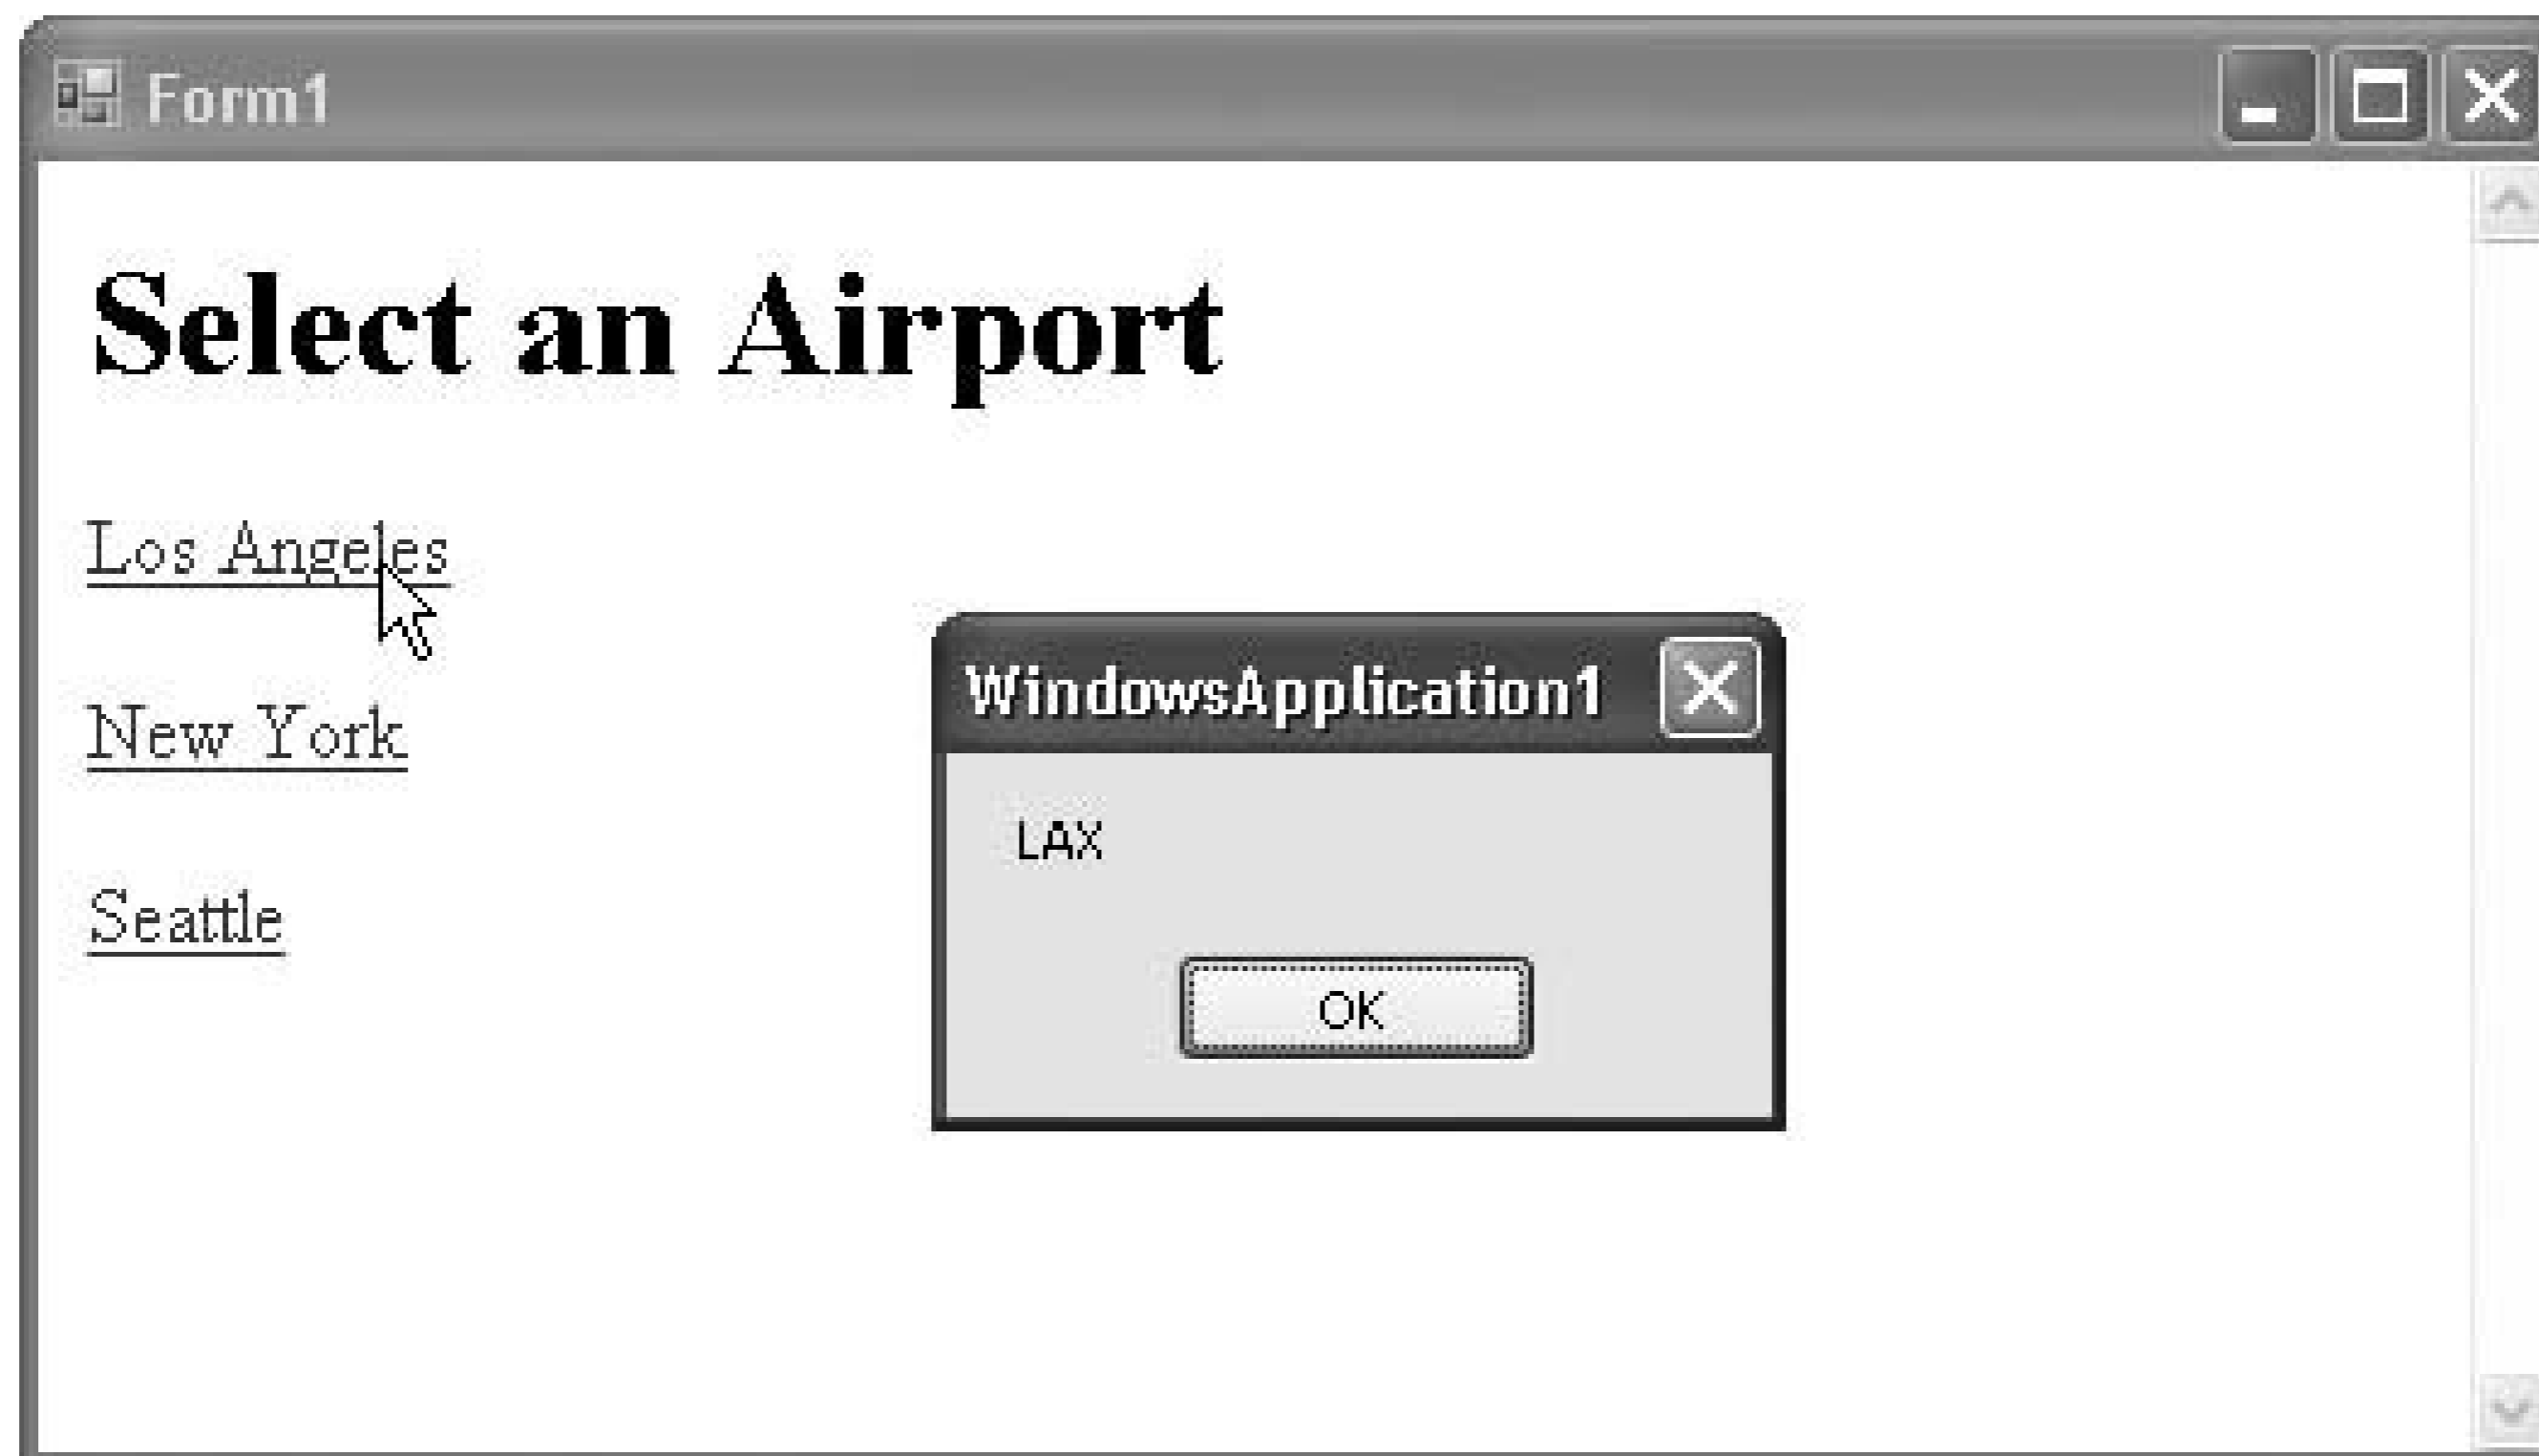 Form1
Select an Airport
Los Angeles
New York
Seattle
WindowsApplication1
LAX
OK